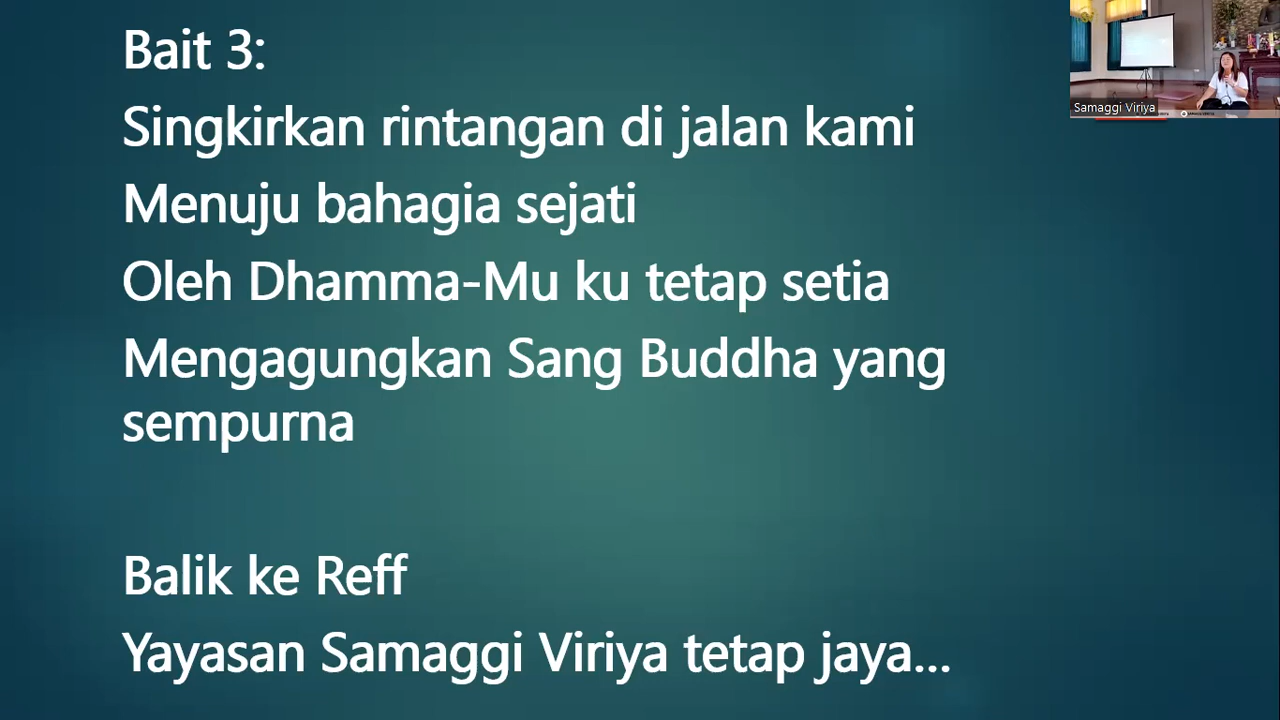 Bait 3:
Singkirkan rintangan di jalan kami
Menuju bahagia sejati
Oleh Dhamma-Mu ku tetap setia
Mengagungkan Sang Buddha yang
sempurna
Balik ke Reff
Yayasan Samaggi Viriya tetap jaya...
Samaggi Viriya